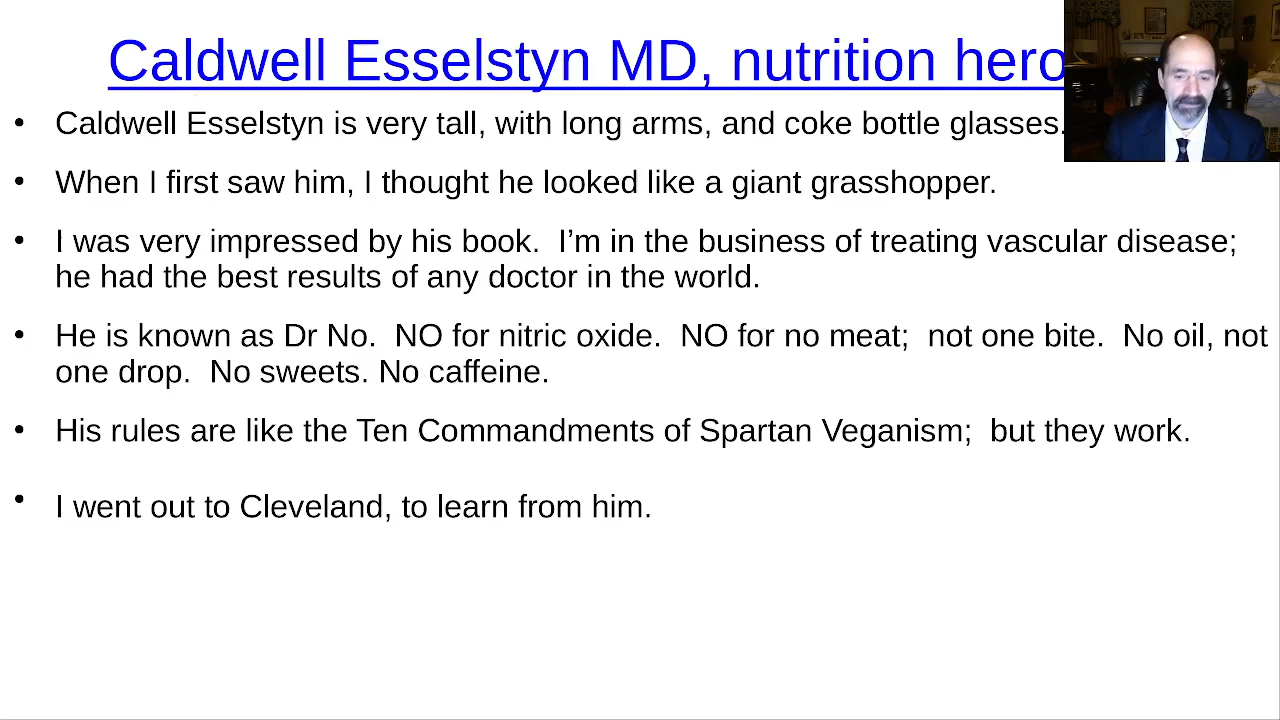 Caldwell Esselstyn MD, nutrition hero
• Caldwell Esselstyn is very tall, with long arms, and coke bottle glasses.
• When I first saw him, I thought he looked like a giant grasshopper.
• I was very impressed by his book.  I’m in the business of treating vascular disease;
he had the best results of any doctor in the world.
• He is known as Dr No.  NO for nitric oxide.  NO for no meat;  not one bite.  No oil, not
one drop.  No sweets. No caffeine.
• His rules are like the Ten Commandments of Spartan Veganism;  but they work.
• I went out to Cleveland, to learn from him.